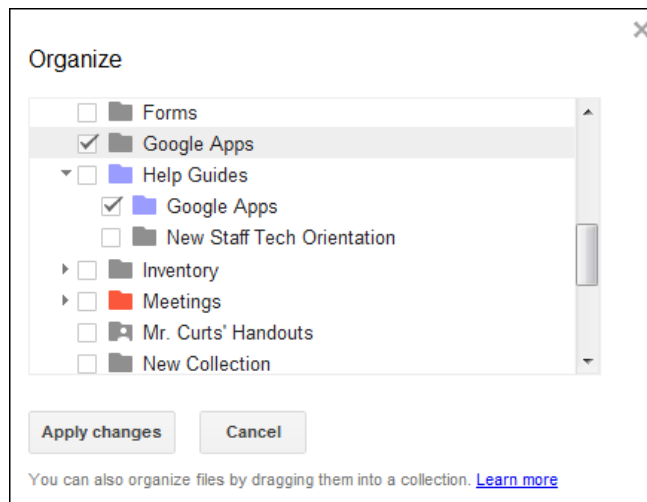 Organize
Forms
Google Apps
Help Guides
Google Apps
New Staff Tech Orientation
Inventory
Meetings
Mr. Curts' Handouts
New Collection
Apply changes
Cancel
You can also organize files by dragging them into a collection. Learn more